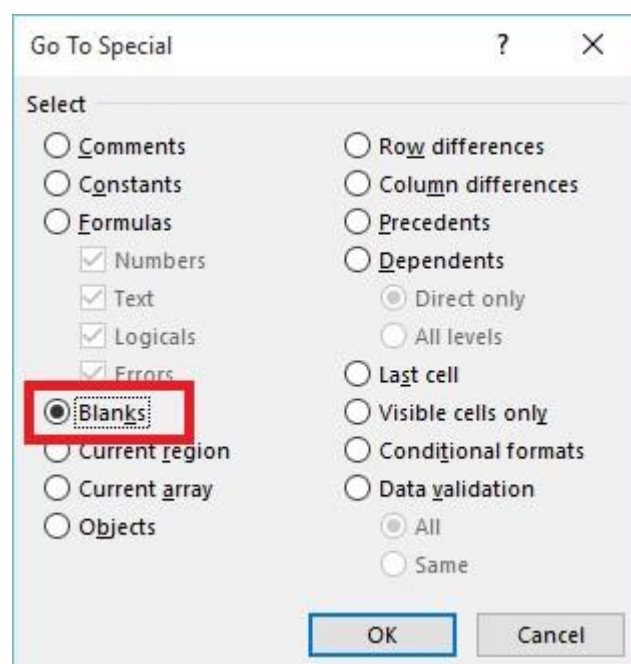 Go To Special ? X
Select
Comments
Constants
Formulas
Numbers
Text
Logicals
Errors
Blanks
Current region
Current array
Objects
Row differences
Column differences
Precedents
Dependents
Direct only
All levels
Last cell
Visible cells only
Conditional formats
Data validation
All
Same
OK
Cancel